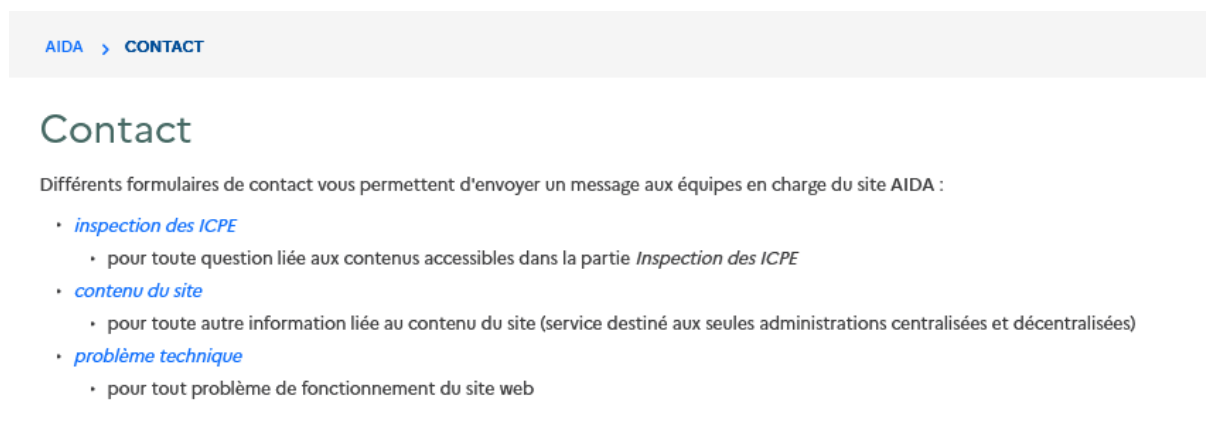 AIDA > CONTACT
Contact
Différents formulaires de contact vous permettent d'envoyer un message aux équipes en charge du site AIDA :
• inspection des ICPE
• pour toute question liée aux contenus accessibles dans la partie Inspection des ICPE
• contenu du site
• pour toute autre information liée au contenu du site (service destiné aux seules administrations centralisées et décentralisées)
• problème technique
• pour tout problème de fonctionnement du site web